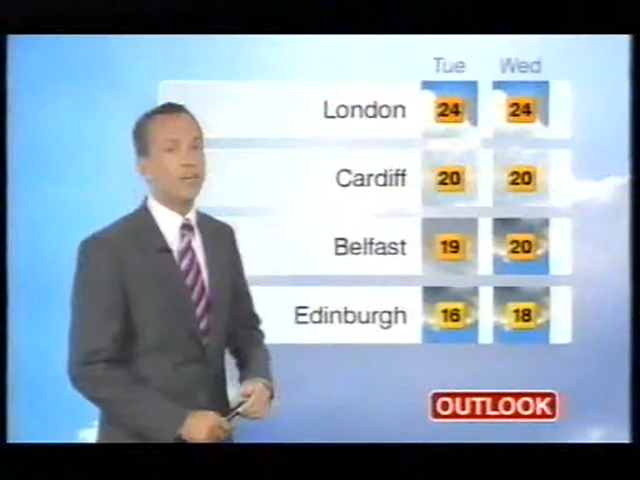 Tue Wed
London 24 24
Cardiff 20 20
Belfast 19 20
Edinburgh 16 18
OUTLOOK